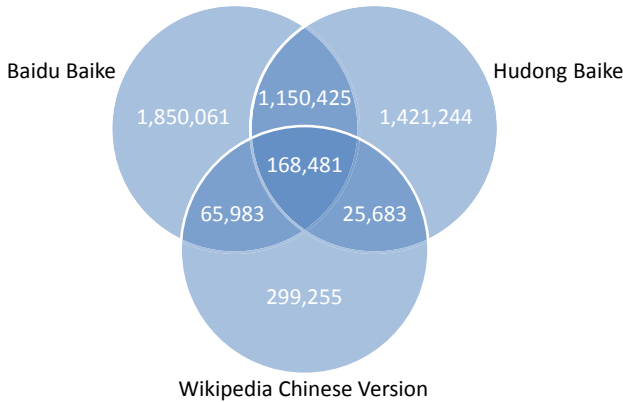 Baidu Baike
Hudong Baike
1,150,425
1,850,061
1,421,244
168,481
65,983
25,683
299,255
Wikipedia Chinese Version